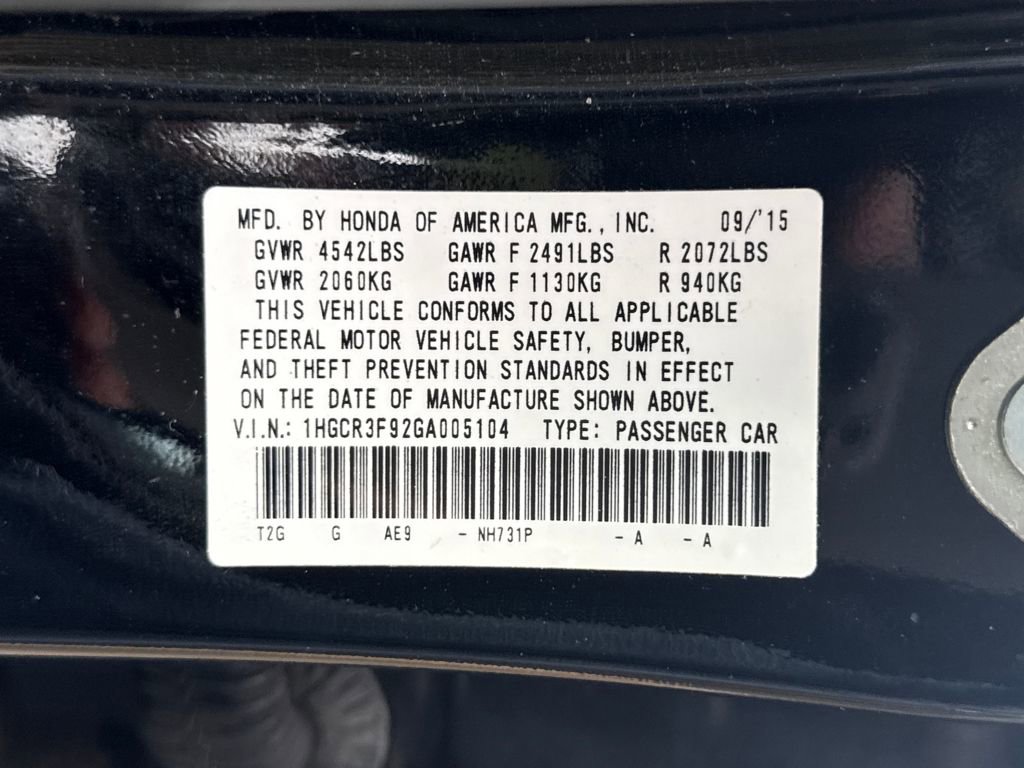 MFD. BY HONDA OF AMERICA MFG., INC. 09/'15
GVWR 4542LBS GAWR F 2491LBS R 2072LBS
GVWR 2060KG GAWR F 1130KG R 940KG
THIS VEHICLE CONFORMS TO ALL APPLICABLE
FEDERAL MOTOR VEHICLE SAFETY, BUMPER,
AND THEFT PREVENTION STANDARDS IN EFFECT
ON THE DATE OF MANUFACTURE SHOWN ABOVE.
V.I.N.: 1HGCR3F92GA005104 TYPE: PASSENGER CAR
T2G G AE9 - NH731P - A - A